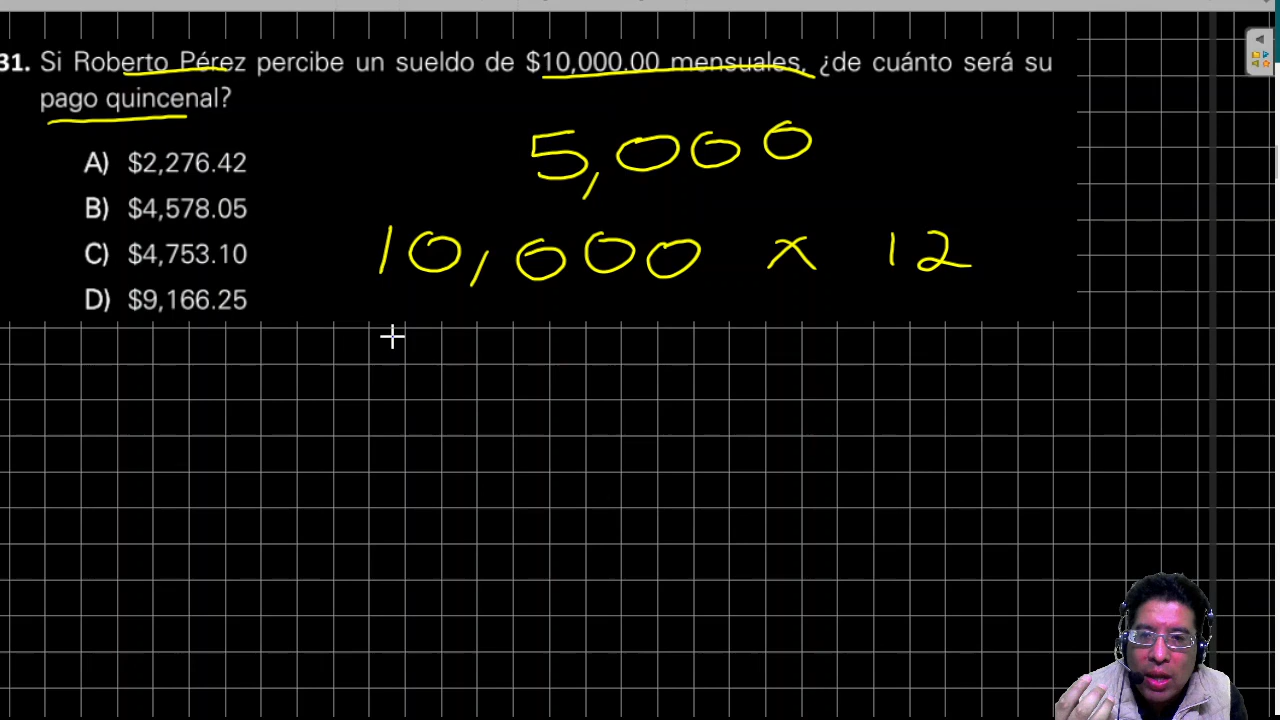 31. Si Roberto Pérez percibe un sueldo de $10,000.00 mensuales, ¿de cuánto será su
pago quincenal?
5,000
A) $2,276.42
B) $4,578.05
10,000 x 12
C) $4,753.10
D) $9,166.25